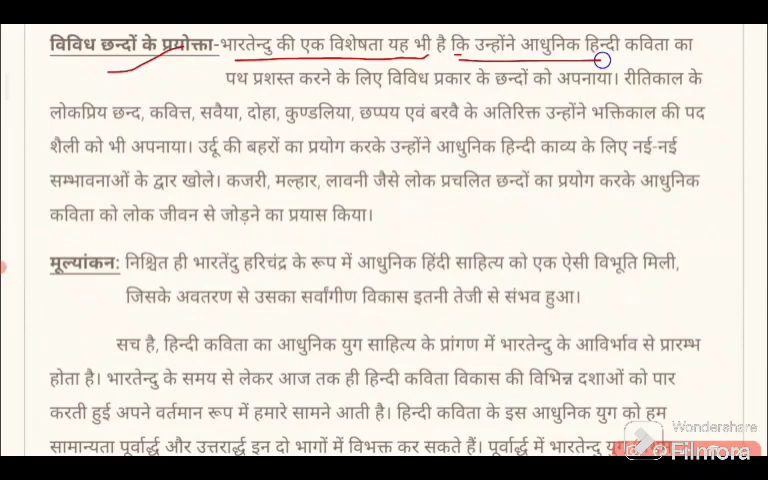 विविध छन्दों के प्रयोक्ता-भारतेन्दु की एक विशेषता यह भी है कि उन्होंने आधुनिक हिन्दी कविता का
पथ प्रशस्त करने के लिए विविध प्रकार के छन्दों को अपनाया। रीतिकाल के
लोकप्रिय छन्द, कवित्त, सवैया, दोहा, कुण्डलिया, छप्पय एवं बरवै के अतिरिक्त उन्होंने भक्तिकाल की पद
शैली को भी अपनाया। उर्दू की बहरों का प्रयोग करके उन्होंने आधुनिक हिन्दी काव्य के लिए नई-नई
सम्भावनाओं के द्वार खोले। कजरी, मल्हार, लावनी जैसे लोक प्रचलित छन्दों का प्रयोग करके आधुनिक
कविता को लोक जीवन से जोड़ने का प्रयास किया।
मूल्यांकन: निश्चित ही भारतेंदु हरिचंद्र के रूप में आधुनिक हिंदी साहित्य को एक ऐसी विभूति मिली,
जिसके अवतरण से उसका सर्वांगीण विकास इतनी तेजी से संभव हुआ।
सच है, हिन्दी कविता का आधुनिक युग साहित्य के प्रांगण में भारतेन्दु के आविर्भाव से प्रारम्भ
होता है। भारतेन्दु के समय से लेकर आज तक ही हिन्दी कविता विकास की विभिन्न दशाओं को पार
करती हुई अपने वर्तमान रूप में हमारे सामने आती है। हिन्दी कविता के इस आधुनिक युग को हम
सामान्यता पूर्वार्द्ध और उत्तरार्द्ध इन दो भागों में विभक्त कर सकते हैं। पूर्वार्द्ध में भारतेन्दु
Wondershare
Filmora